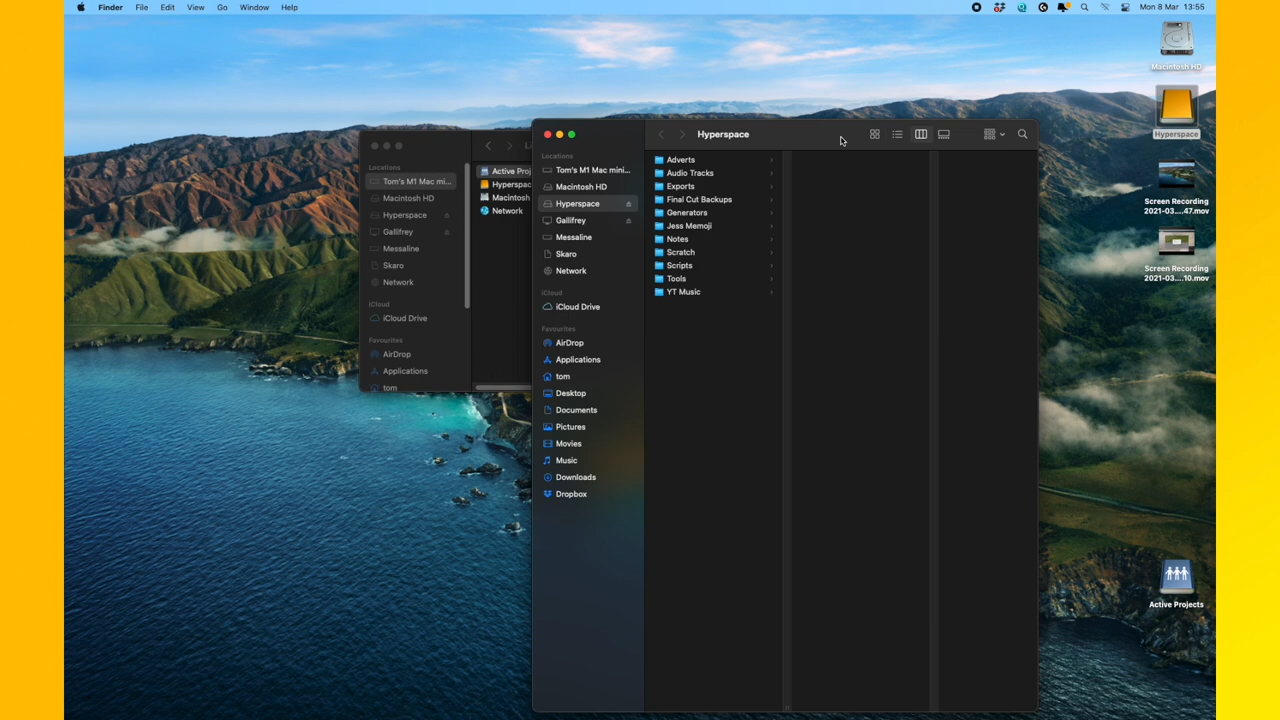 Finder File Edit View Go Window Help
Mon 8 Mar 13:55
Macintosh HD
Hyperspace
Screen Recording
2021-03....47.mov
Screen Recording
2021-03....10.mov
Active Projects
Locations
Tom's M1 Mac mi...
Macintosh HD
Hyperspace
Gallifrey
Messaline
Skaro
Network
iCloud
iCloud Drive
Favourites
AirDrop
Applications
tom
Active Proj
Hyperspac
Macintosh
Network
Hyperspace
Locations
Tom's M1 Mac mini...
Macintosh HD
Hyperspace
Gallifrey
Messaline
Skaro
Network
iCloud
iCloud Drive
Favourites
AirDrop
Applications
tom
Desktop
Documents
Pictures
Movies
Music
Downloads
Dropbox
Adverts
Audio Tracks
Exports
Final Cut Backups
Generators
Jess Memoji
Notes
Scratch
Scripts
Tools
YT Music